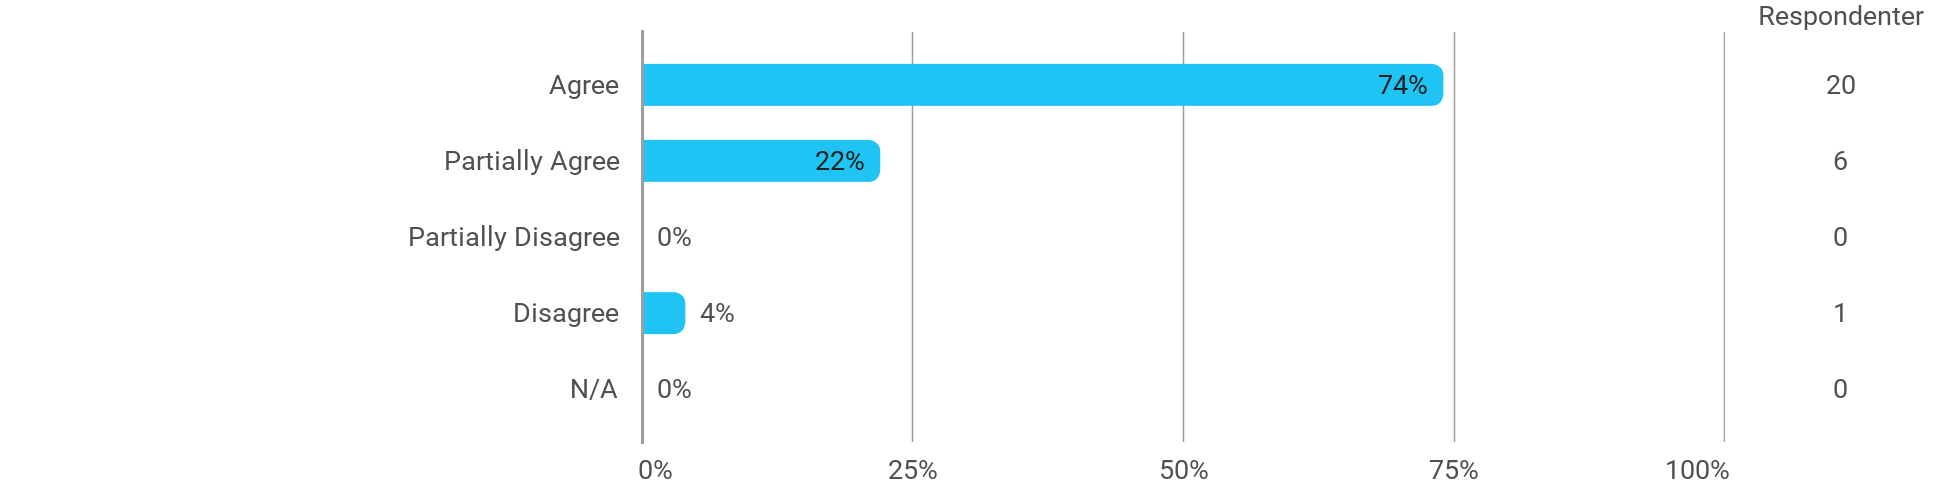 Respondenter
Agree 74% 20
Partially Agree 22% 6
Partially Disagree 0% 0
Disagree 4% 1
N/A 0% 0
0% 25% 50% 75% 100%